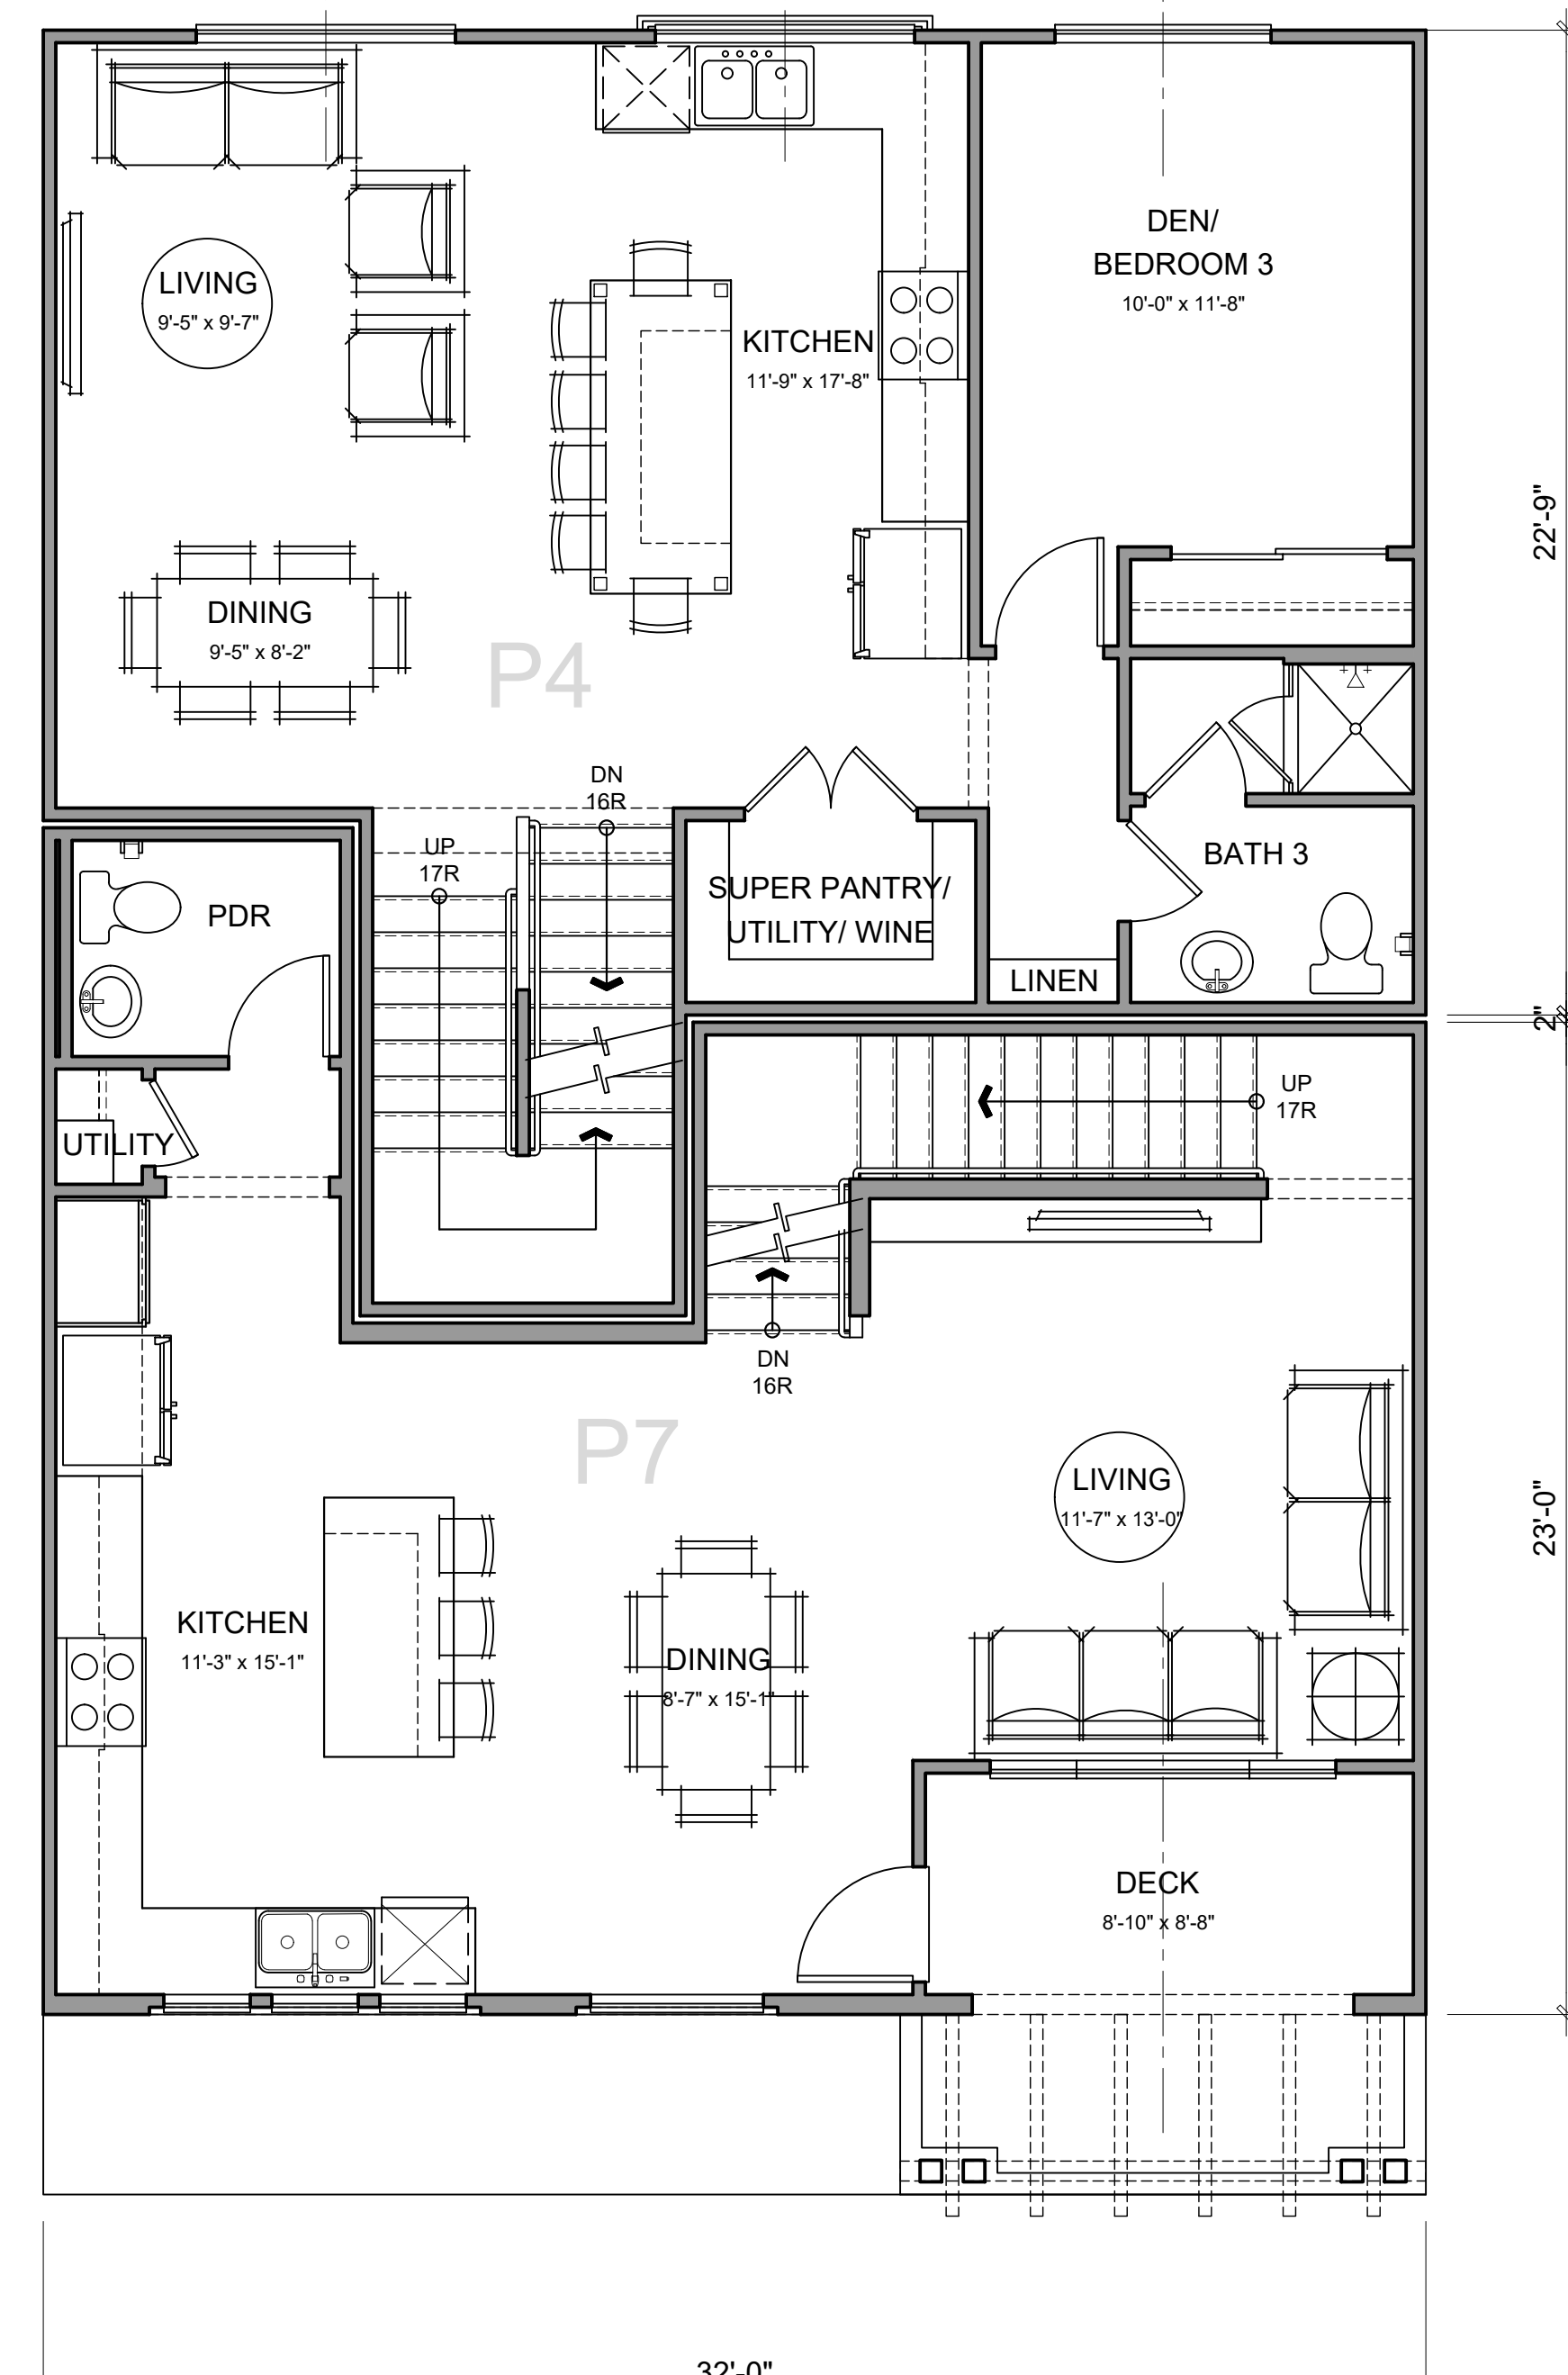 DEN/
BEDROOM 3
10'-0" x 11'-8"
LIVING
9'-5" x 9'-7"
KITCHEN
11'-9" x 17'-8"
22'-9"
DINING
9'-5" x 8'-2"
P4
DN
16R
UP
17R
BATH 3
SUPER PANTRY/
UTILITY/ WINE
PDR
LINEN
2"
UP
17R
UTILITY
DN
16R
P7
LIVING
11'-7" x 13'-0"
23'-0"
KITCHEN
11'-3" x 15'-1"
DINING
8'-7" x 15'-1"
DECK
8'-10" x 8'-8"
32'-0"